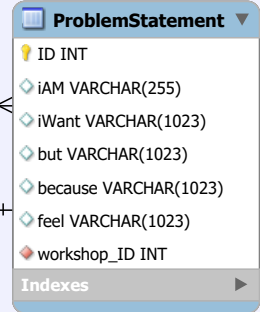 ProblemStatement
ID INT
iAM VARCHAR(255)
iWant VARCHAR(1023)
but VARCHAR(1023)
because VARCHAR(1023)
feel VARCHAR(1023)
workshop_ID INT
Indexes